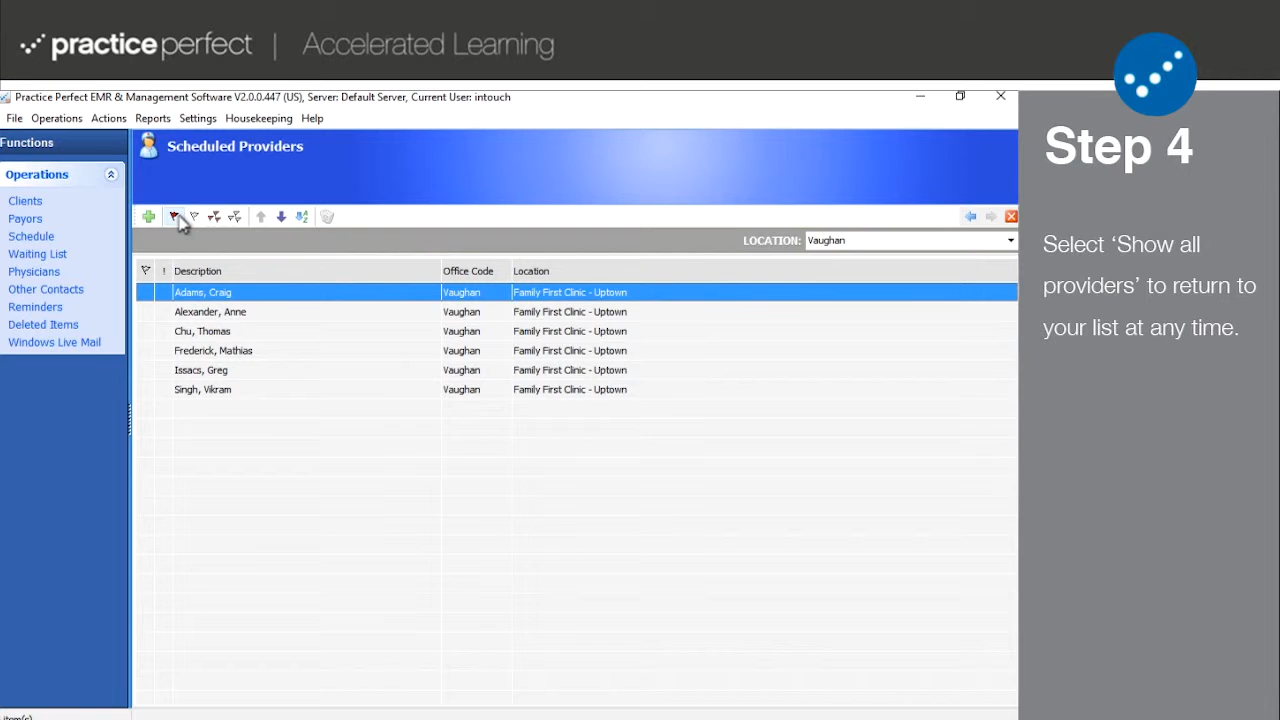 practiceperfect | Accelerated Learning
Practice Perfect EMR & Management Software V2.0.0.447 (US), Server: Default Server, Current User: intouch
File Operations Actions Reports Settings Housekeeping Help
Functions
Operations
Clients
Payors
Schedule
Waiting List
Physicians
Other Contacts
Reminders
Deleted Items
Windows Live Mail
Scheduled Providers
LOCATION: Vaughan
! Description Office Code Location
Adams, Craig Vaughan Family First Clinic - Uptown
Alexander, Anne Vaughan Family First Clinic - Uptown
Chu, Thomas Vaughan Family First Clinic - Uptown
Frederick, Mathias Vaughan Family First Clinic - Uptown
Issacs, Greg Vaughan Family First Clinic - Uptown
Singh, Vikram Vaughan Family First Clinic - Uptown
item(s)
Step 4
Select ‘Show all
providers’ to return to
your list at any time.